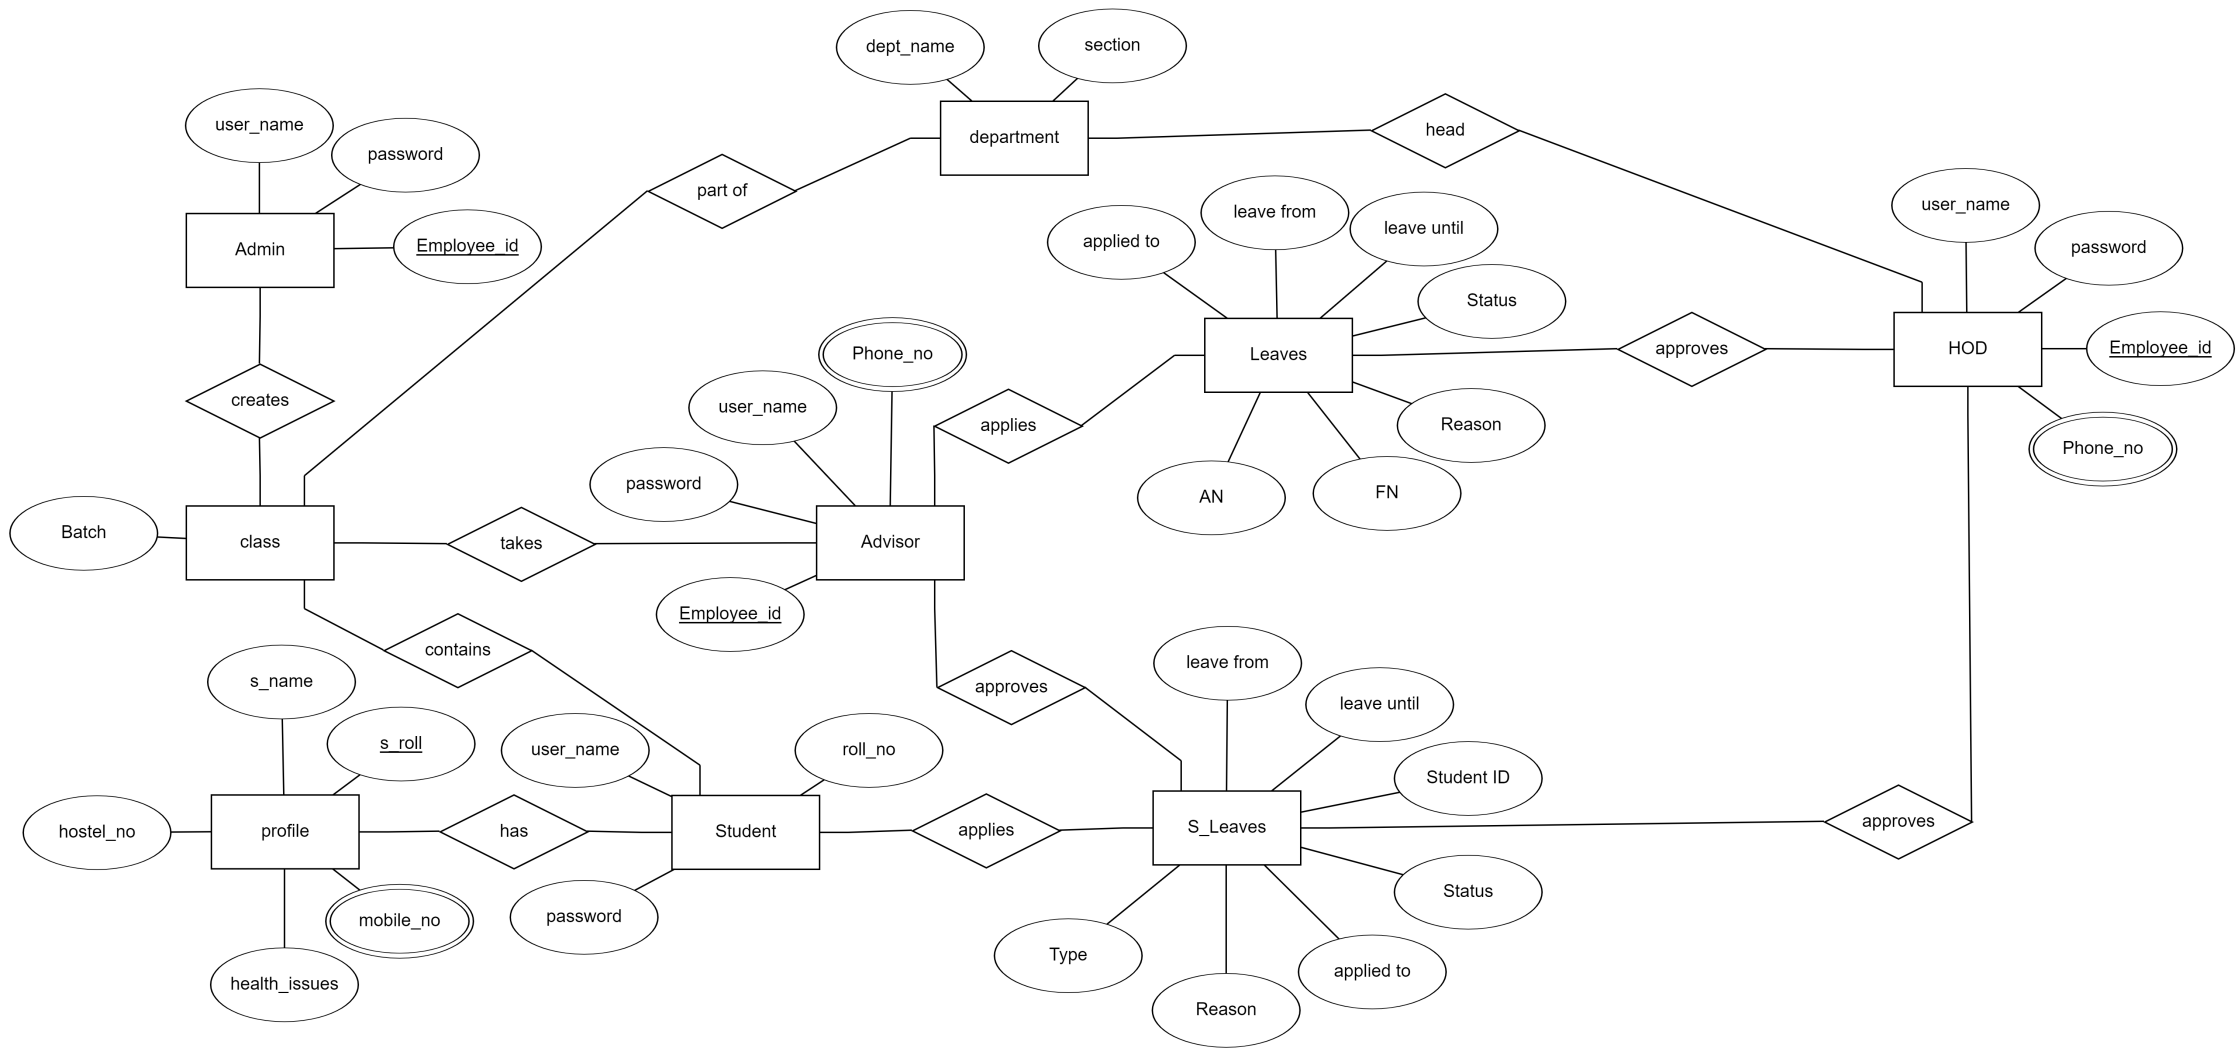 dept_name
section
user_name
password
department
head
part of
Admin
Employee_id
applied to
leave from
leave until
Status
user_name
password
Leaves
approves
HOD
Employee_id
Phone_no
user_name
Reason
Phone_no
creates
applies
password
AN
FN
Batch
class
takes
Advisor
Employee_id
contains
s_name
approves
leave from
leave until
s_roll
user_name
roll_no
Student ID
hostel_no
profile
has
Student
applies
S_Leaves
approves
Status
mobile_no
password
health_issues
Type
Reason
applied to